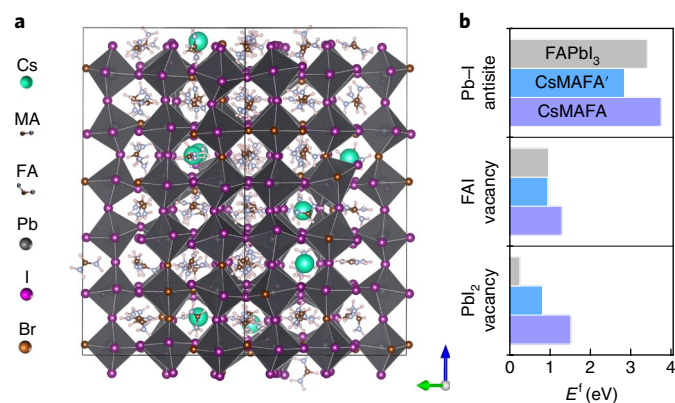 a
Cs
MA
FA
Pb
I
Br
b
Pb–I
antisite
FAPbI₃
CsMAFA′
CsMAFA
FAI
vacancy
PbI₂
vacancy
0 1 2 3 4
Eᶠ (eV)